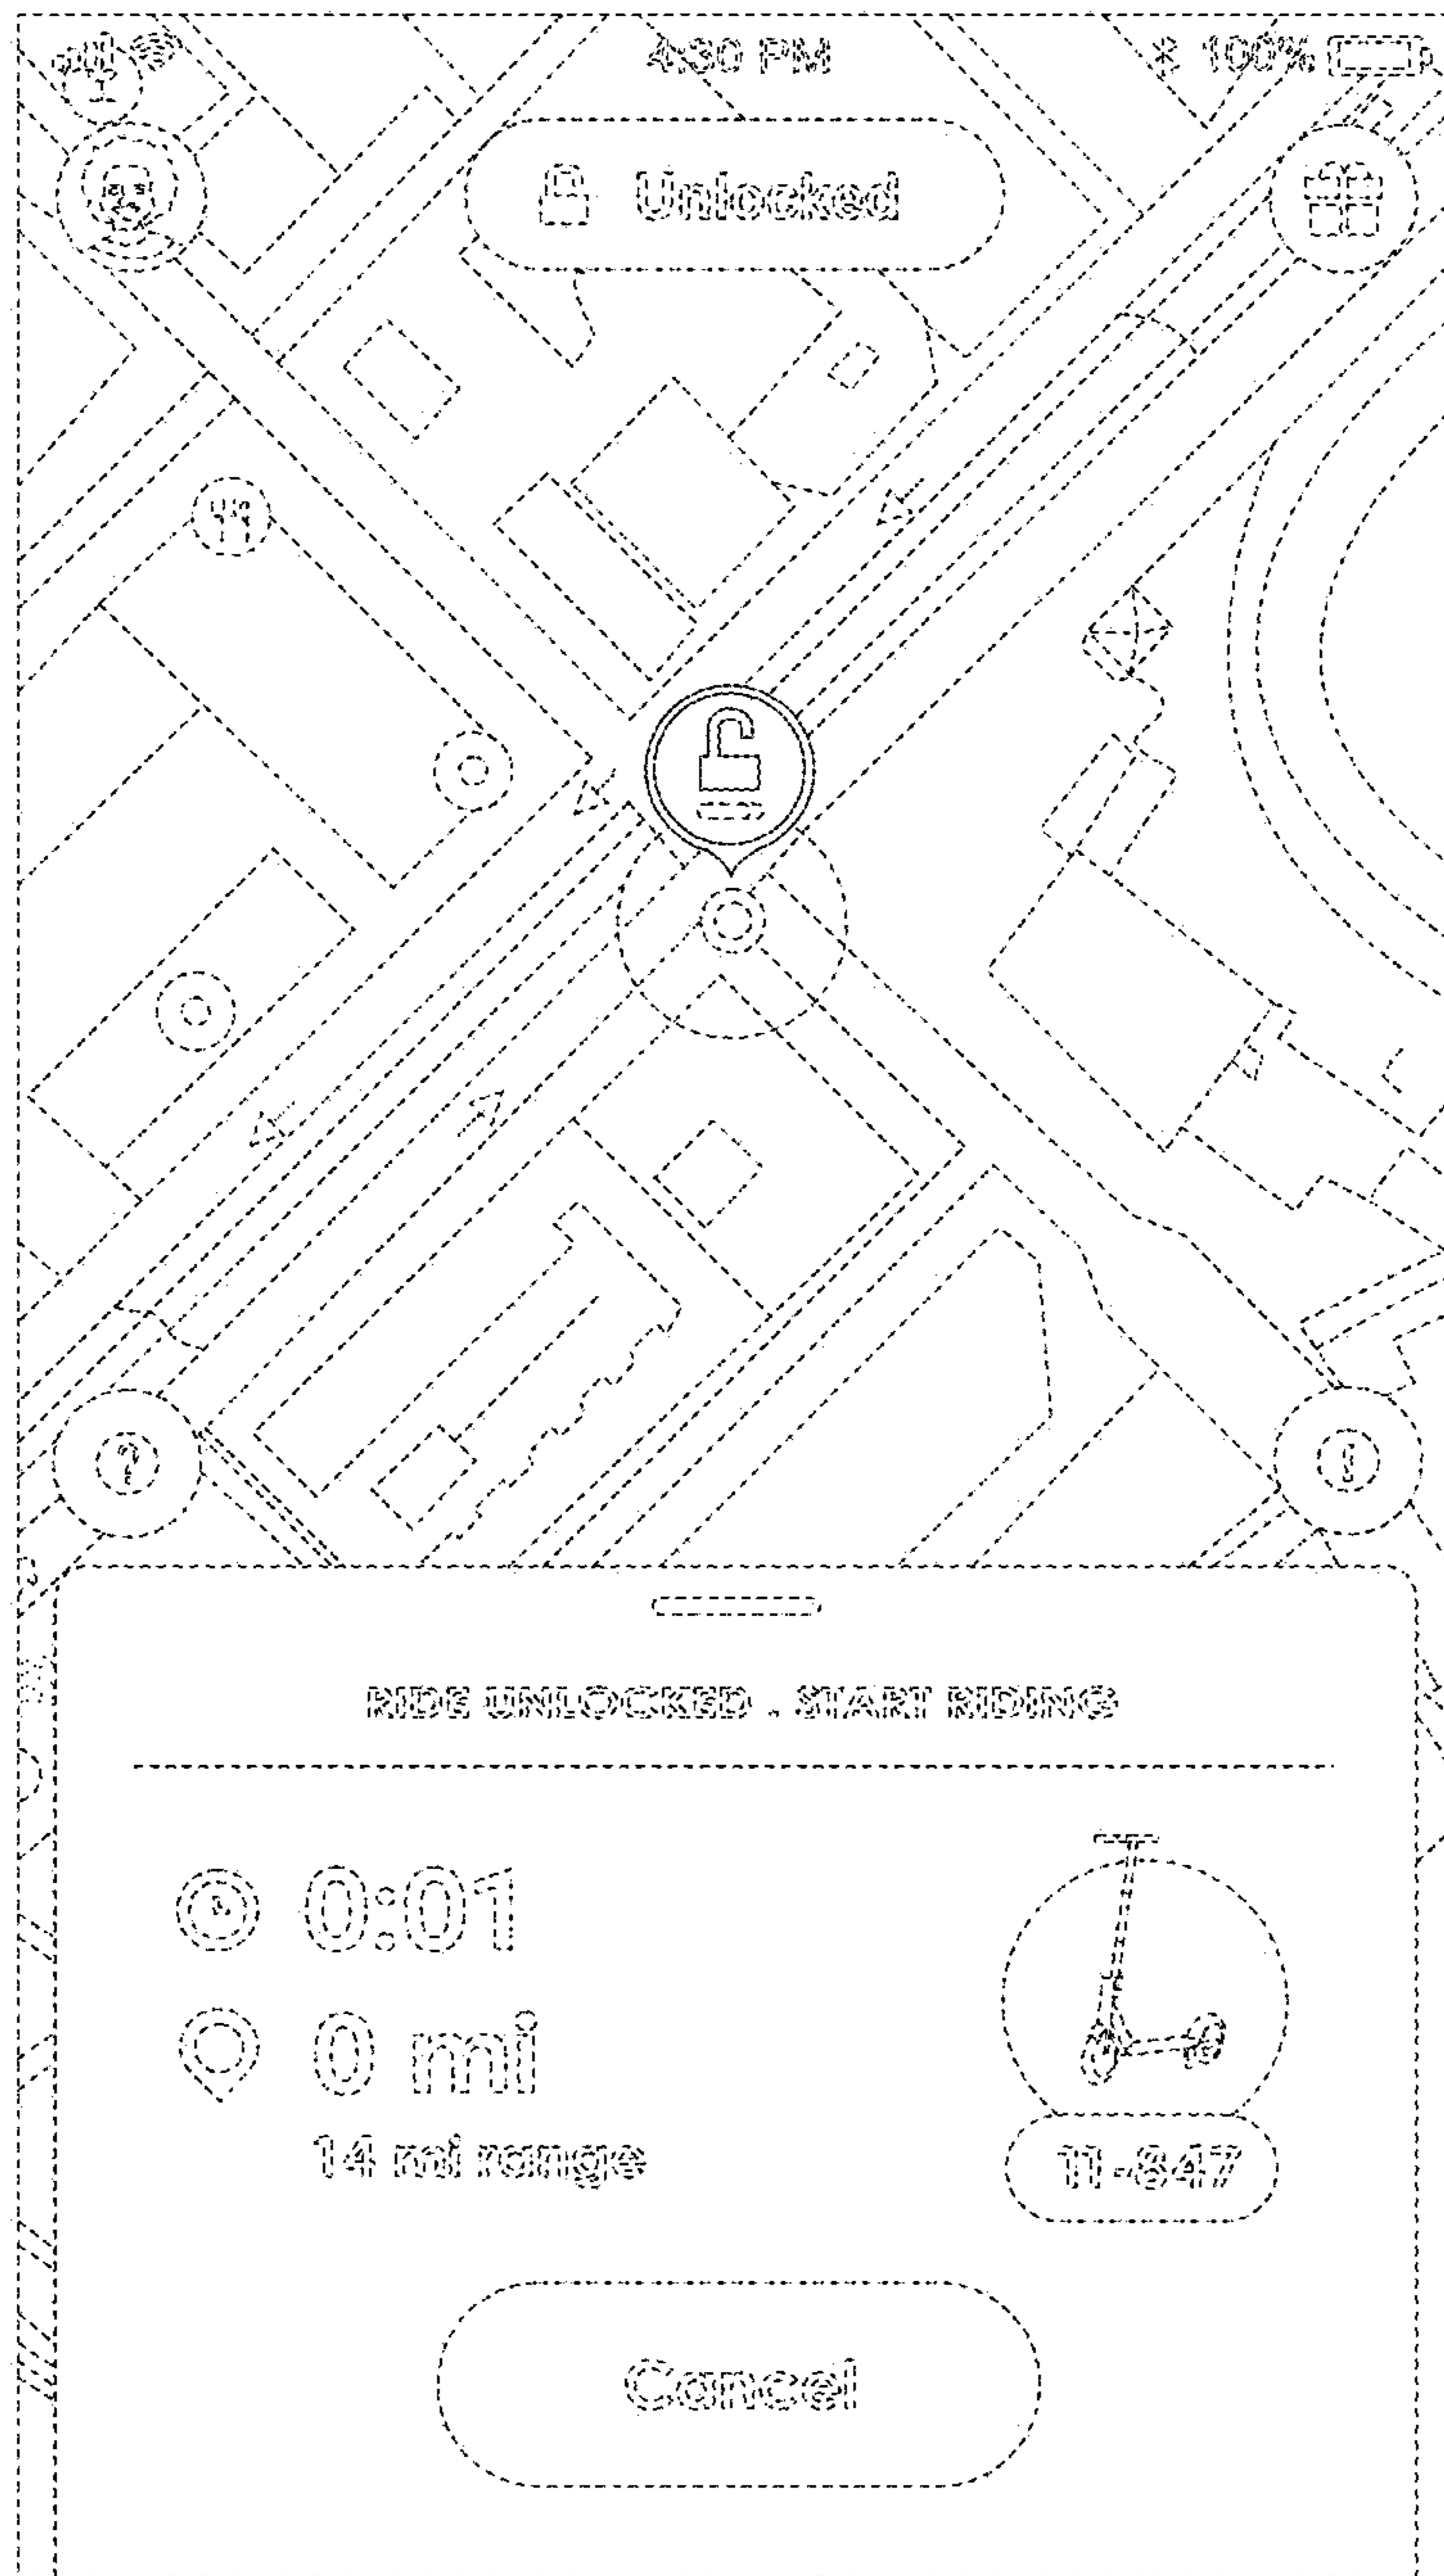 4:30 PM
100%
Unlocked
?
RIDE UNLOCKED . START RIDING
0:01
0 mi
14 mi range
11-847
Cancel